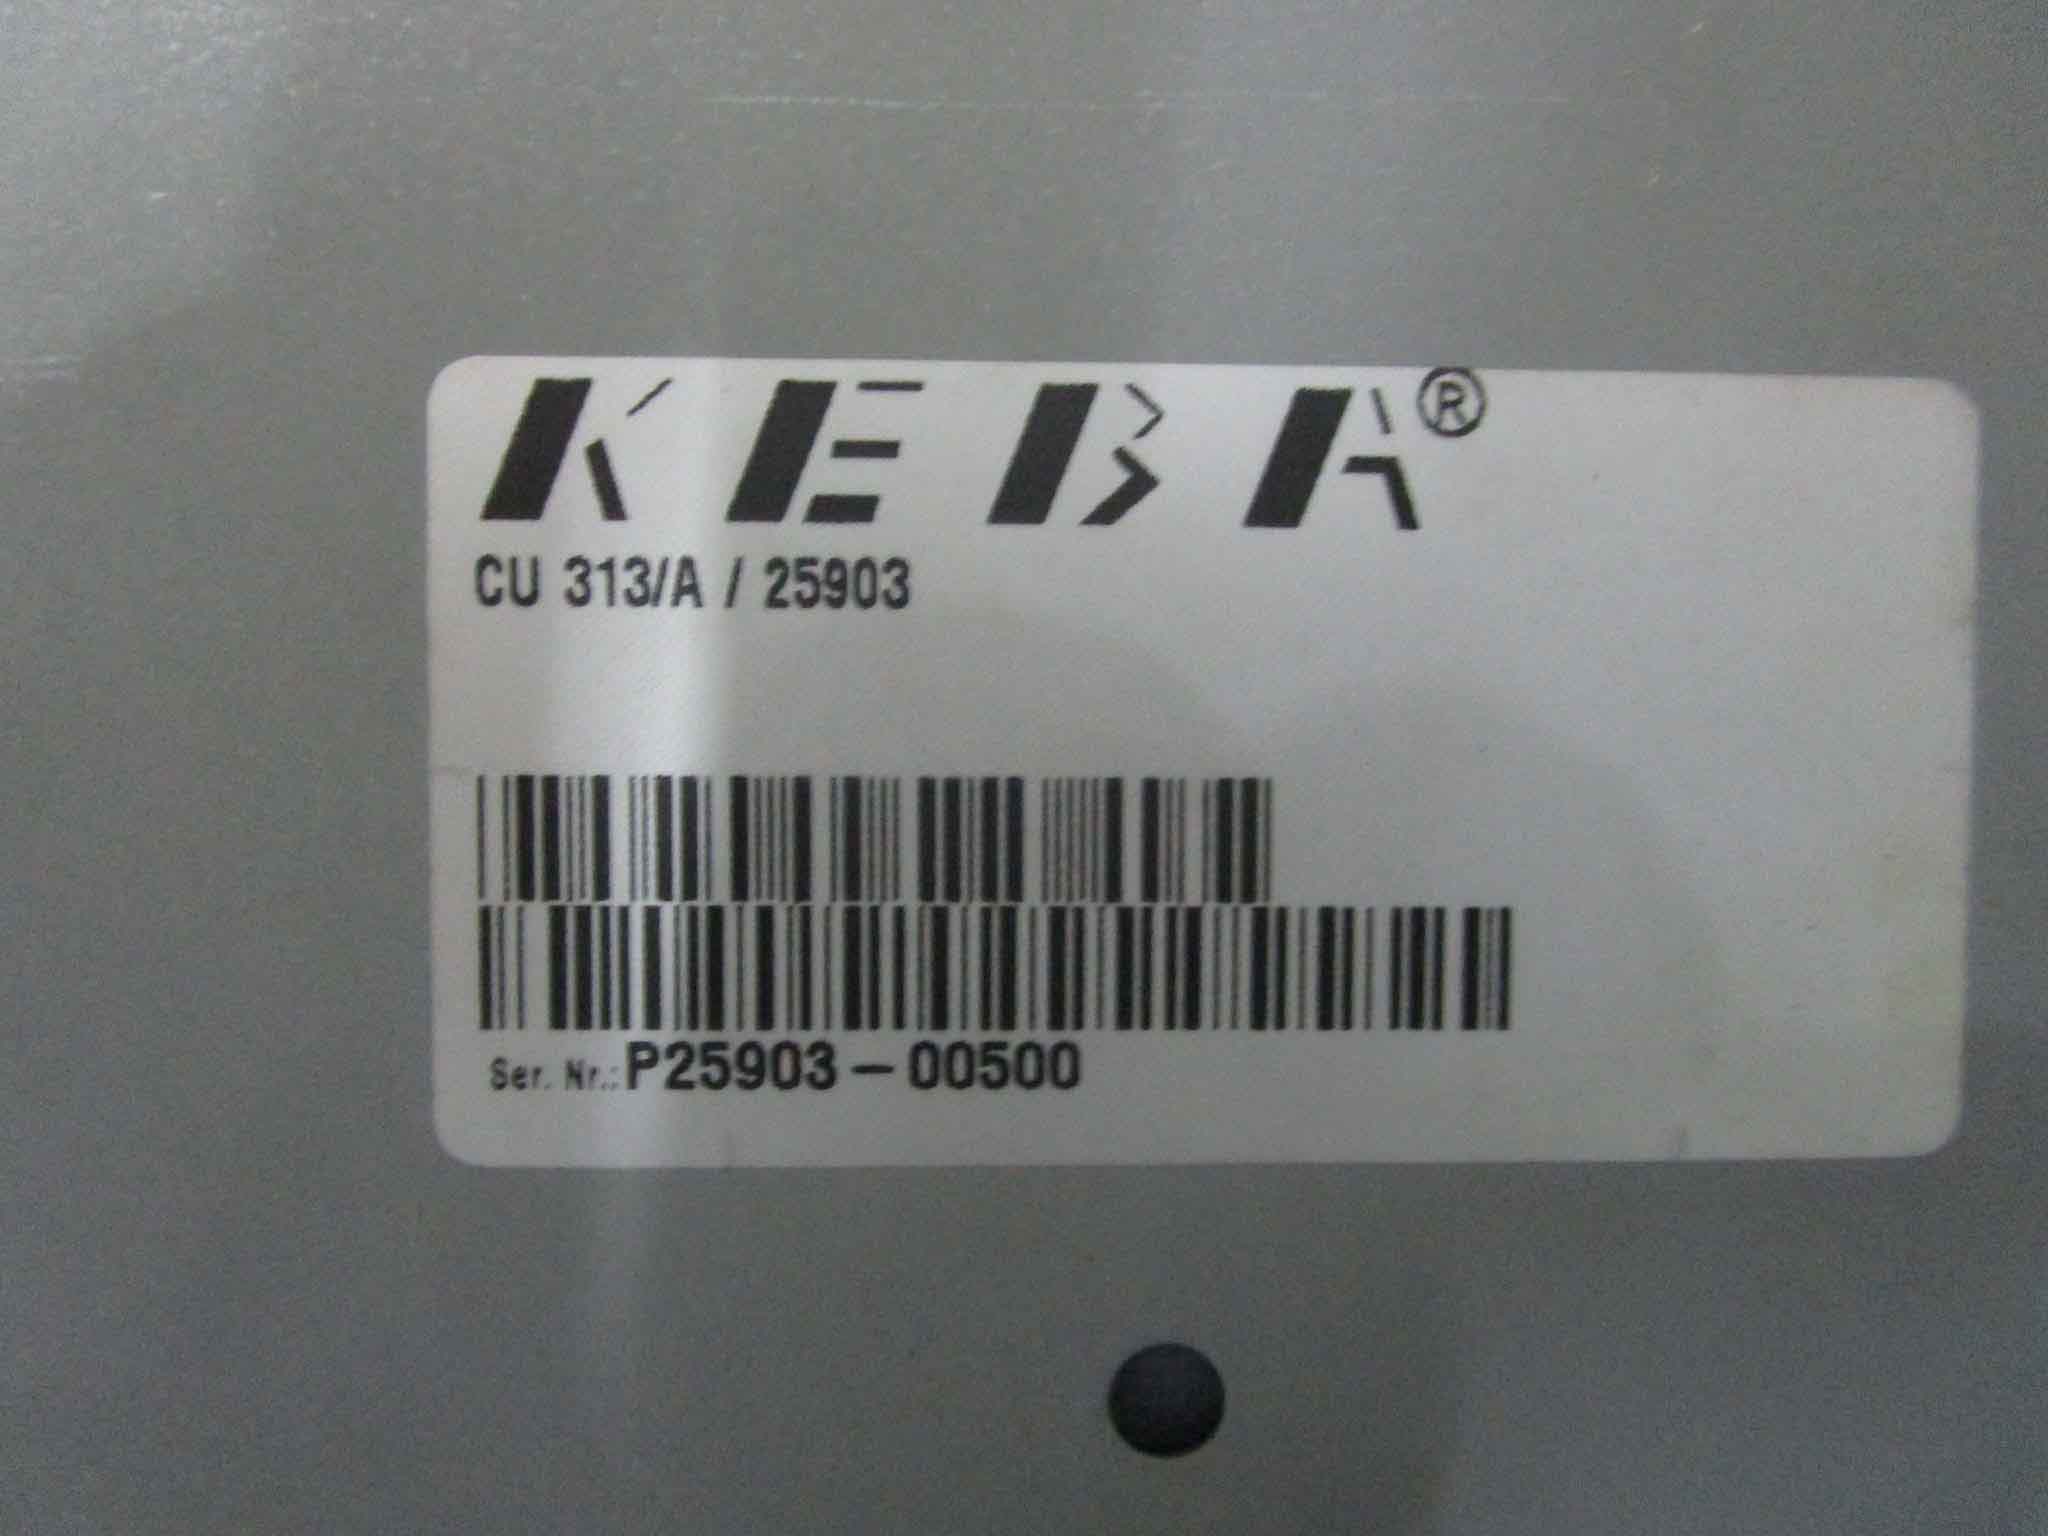 KEBA®
CU 313/A / 25903
Ser. Nr.: P25903-00500